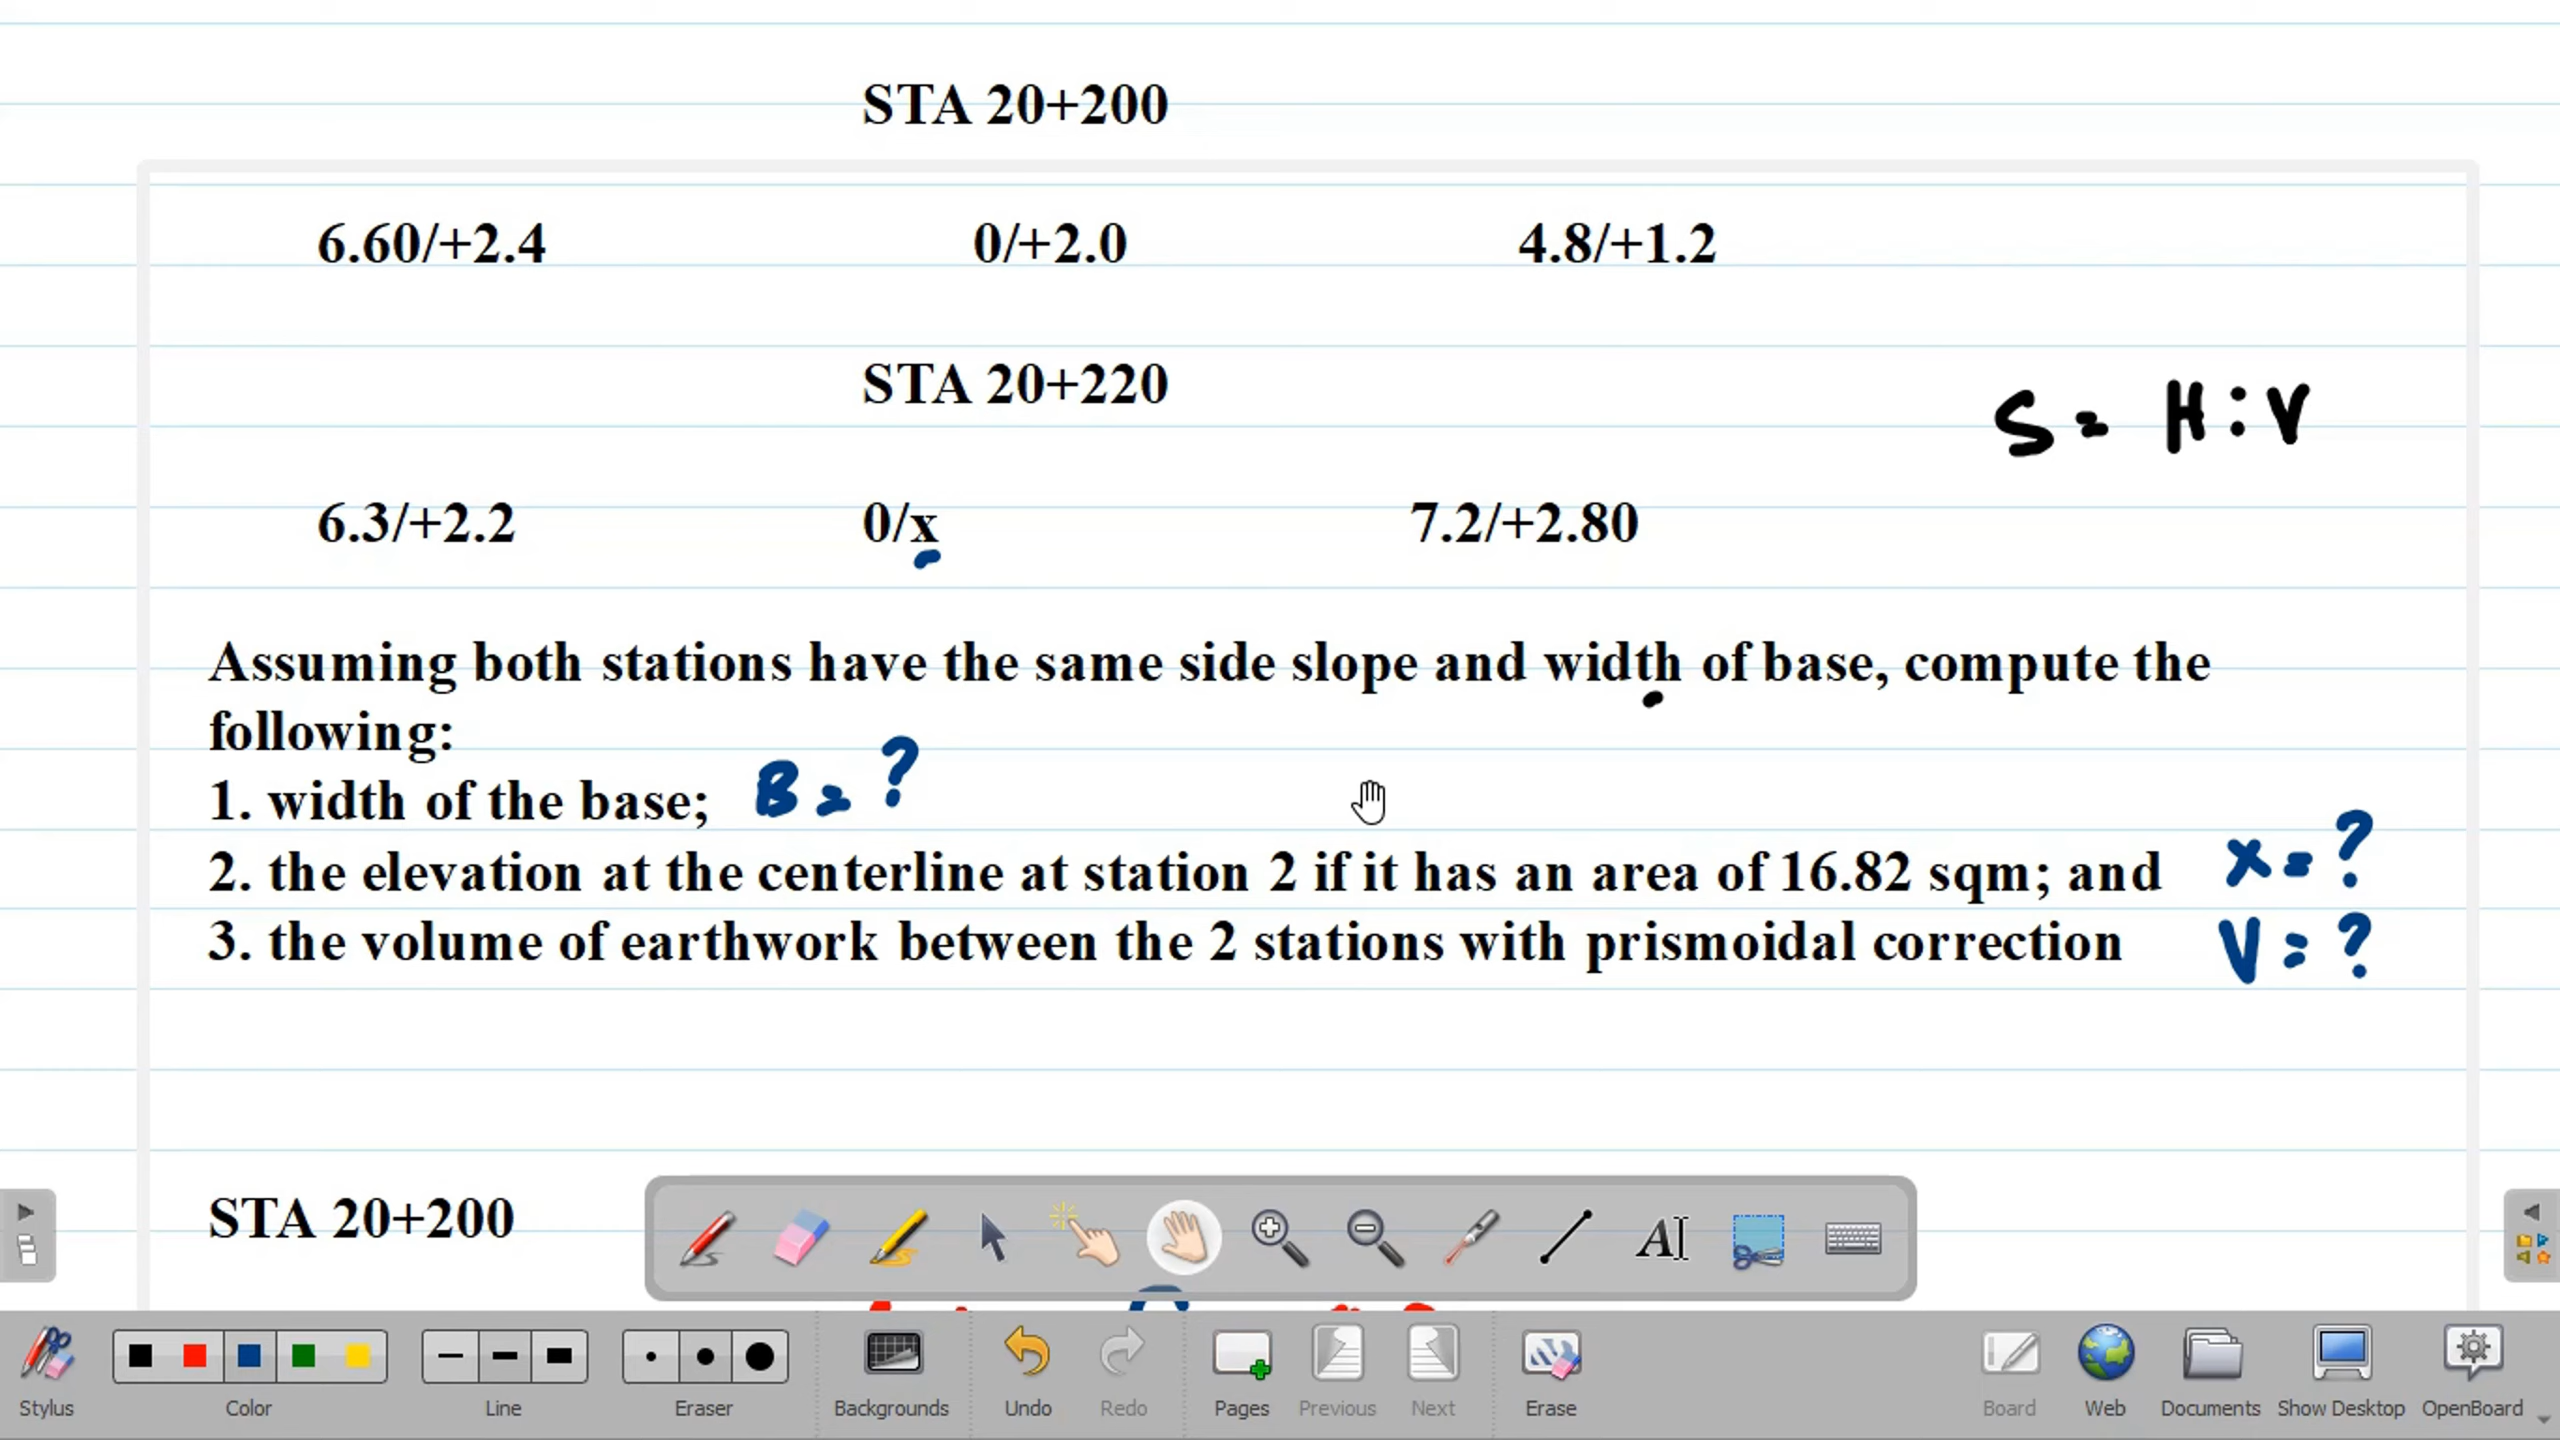 STA 20+200
6.60/+2.4 0/+2.0 4.8/+1.2
STA 20+220
S = H:V
6.3/+2.2 0/x 7.2/+2.80
Assuming both stations have the same side slope and width of base, compute the
following:
1. width of the base; B = ?
2. the elevation at the centerline at station 2 if it has an area of 16.82 sqm; and x = ?
3. the volume of earthwork between the 2 stations with prismoidal correction V = ?
STA 20+200
Stylus Color Line Eraser Backgrounds Undo Redo Pages Previous Next Erase Board Web Documents Show Desktop OpenBoard